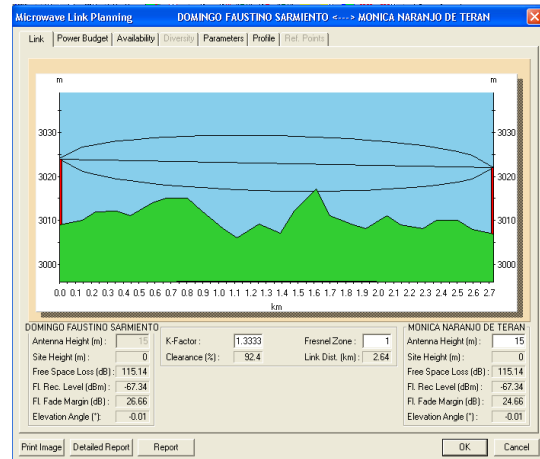 Microwave Link Planning DOMINGO FAUSTINO SARMIENTO <---> MONICA NARANJO DE TERAN
Link Power Budget Availability Diversity Parameters Profile Rel. Points
m m
3030 3030
3020 3020
3010 3010
3000 3000
0.0 0.1 0.2 0.3 0.4 0.5 0.6 0.7 0.8 0.9 1.0 1.1 1.2 1.3 1.4 1.5 1.6 1.7 1.8 1.9 2.0 2.1 2.2 2.3 2.4 2.5 2.6 2.7
km
DOMINGO FAUSTINO SARMIENTO MONICA NARANJO DE TERAN
Antenna Height (m) : 15 K-Factor : 1.3333 Fresnel Zone : 1 Antenna Height (m) : 15
Site Height (m) : 0 Clearance (%) : 92.4 Link Dist. (km) : 2.64 Site Height (m) : 0
Free Space Loss (dB) : 115.14 Free Space Loss (dB) : 115.14
Fl. Rec. Level (dBm) : -67.34 Fl. Rec. Level (dBm) : -67.34
Fl. Fade Margin (dB) : 26.66 Fl. Fade Margin (dB) : 24.66
Elevation Angle (°) : -0.01 Elevation Angle (°) : -0.01
Print Image Detailed Report Report OK Cancel